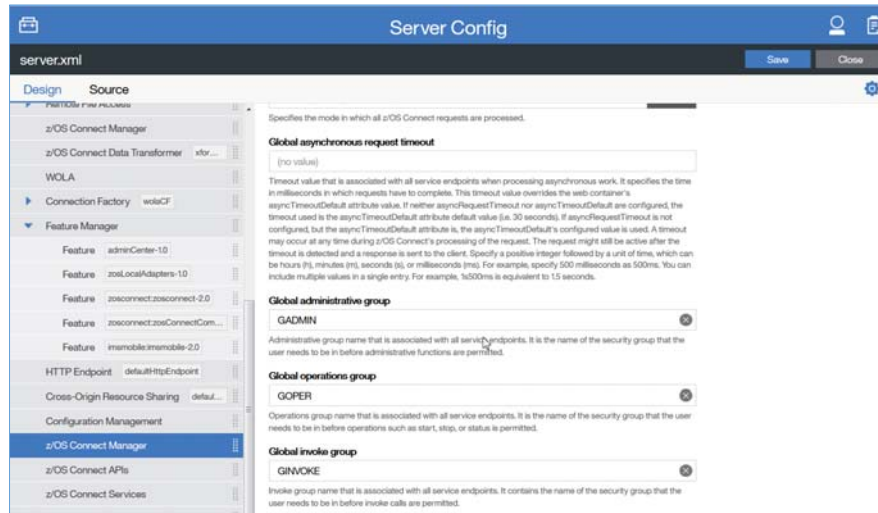 Server Config
server.xml
Save
Close
Design
Source
Remote File Access
z/OS Connect Manager
z/OS Connect Data Transformer xfor...
WOLA
Connection Factory wolaCF
Feature Manager
Feature adminCenter-1.0
Feature zosLocalAdapters-1.0
Feature zosconnect:zosconnect-2.0
Feature zosconnect:zosConnectCom...
Feature imsmobile:imsmobile-2.0
HTTP Endpoint defaultHttpEndpoint
Cross-Origin Resource Sharing defaul...
Configuration Management
z/OS Connect Manager
z/OS Connect APIs
z/OS Connect Services
Specifies the mode in which all z/OS Connect requests are processed.
Global asynchronous request timeout
(no value)
Timeout value that is associated with all service endpoints when processing asynchronous work. It specifies the time
in milliseconds in which requests have to complete. This timeout value overrides the web container's
asyncTimeoutDefault attribute value. If neither asyncRequestTimeout nor asyncTimeoutDefault are configured, the
timeout used is the asyncTimeoutDefault attribute default value (i.e. 30 seconds). If asyncRequestTimeout is not
configured, but the asyncTimeoutDefault attribute is, the asyncTimeoutDefault's configured value is used. A timeout
may occur at any time during z/OS Connect's processing of the request. The request might still be active after the
timeout is detected and a response is sent to the client. Specify a positive integer followed by a unit of time, which can
be hours (h), minutes (m), seconds (s), or milliseconds (ms). For example, specify 500 milliseconds as 500ms. You can
include multiple values in a single entry. For example, 1s500ms is equivalent to 1.5 seconds.
Global administrative group
GADMIN
Administrative group name that is associated with all service endpoints. It is the name of the security group that the
user needs to be in before administrative functions are permitted.
Global operations group
GOPER
Operations group name that is associated with all service endpoints. It is the name of the security group that the user
needs to be in before operations such as start, stop, or status is permitted.
Global invoke group
GINVOKE
Invoke group name that is associated with all service endpoints. It contains the name of the security group that the
user needs to be in before invoke calls are permitted.